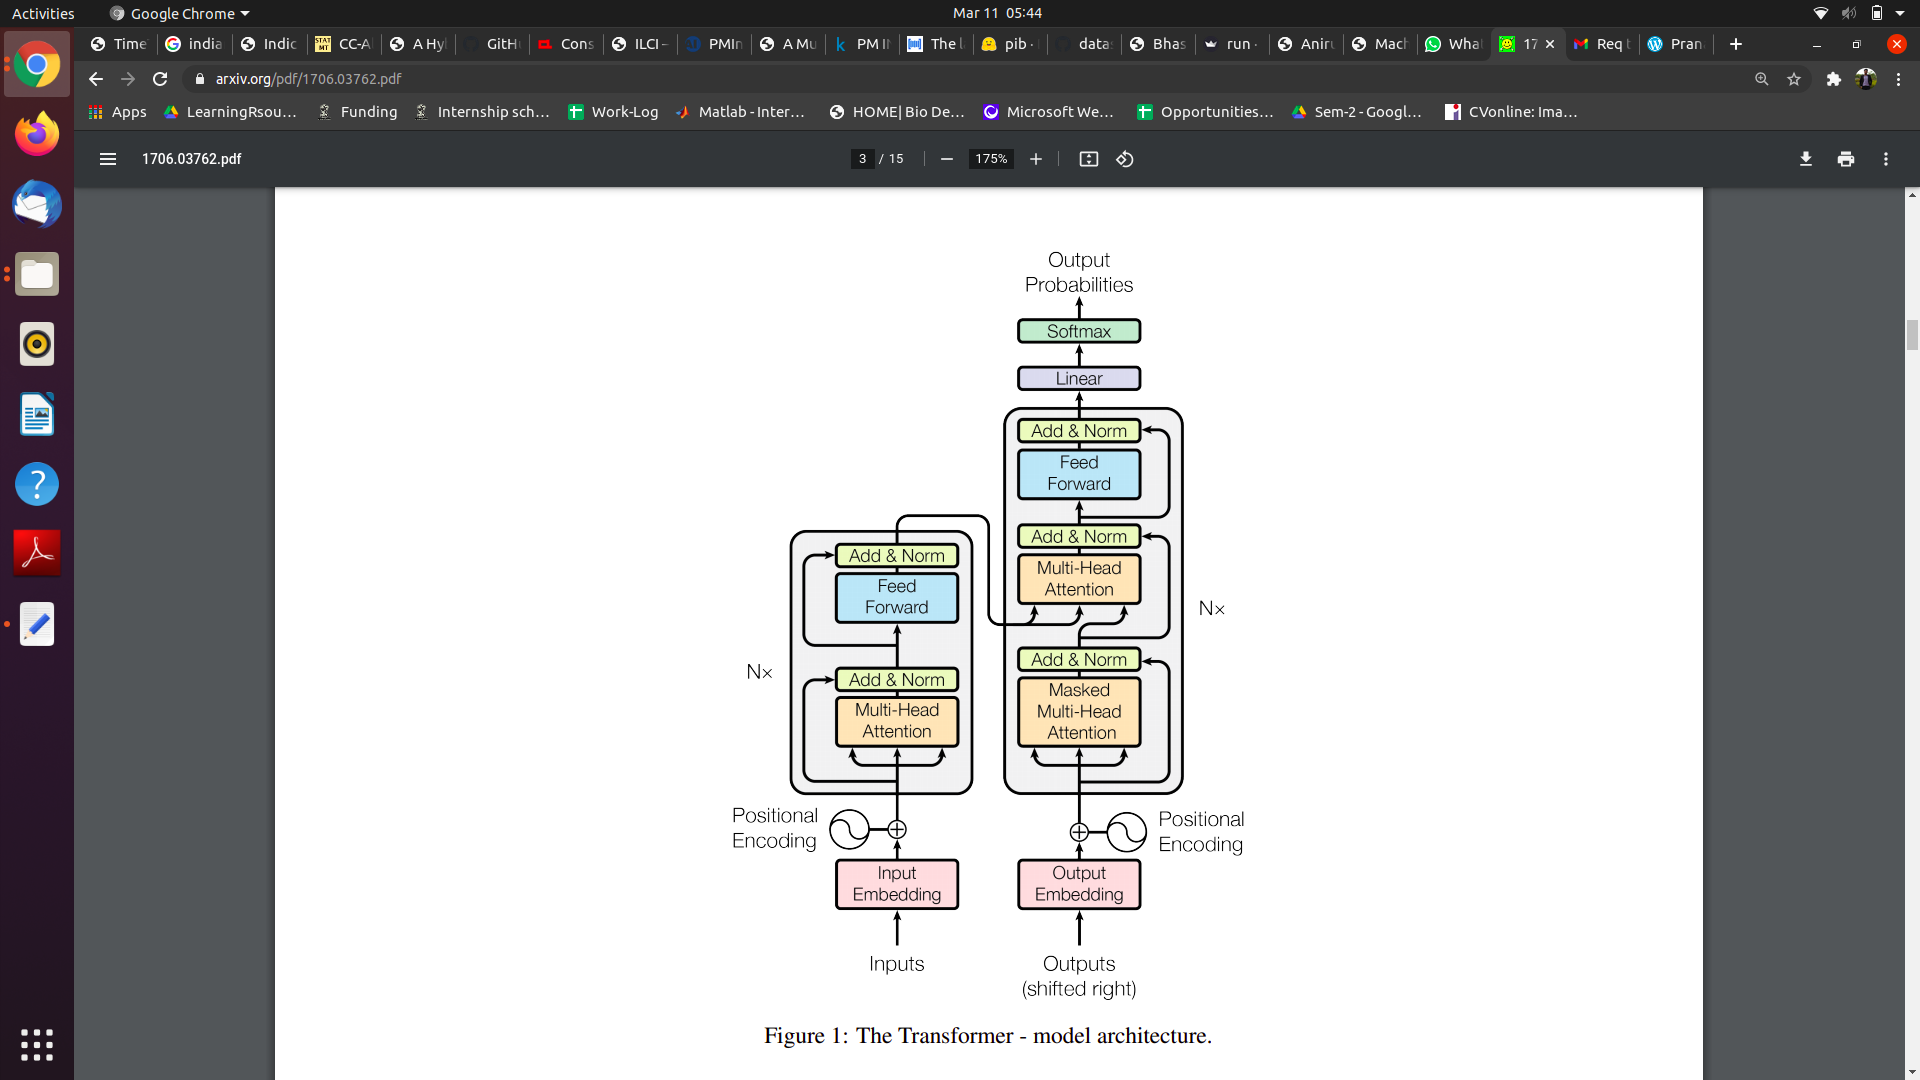 Activities
Google Chrome
Mar 11 05:44
Time
india
Indic
CC-A
A Hy
GitH
Cons
ILCI -
PMIn
A Mu
PM I
The l
pib -
data
Bhas
run -
Aniru
Mach
What
17
Req t
Pran
arxiv.org/pdf/1706.03762.pdf
Apps
LearningRsou...
Funding
Internship sch...
Work-Log
Matlab - Inter...
HOME| Bio De...
Microsoft We...
Opportunities...
Sem-2 - Googl...
CVonline: Ima...
1706.03762.pdf
3 / 15
175%
Output
Probabilities
Softmax
Linear
Add & Norm
Feed
Forward
Add & Norm
Multi-Head
Attention
Nx
Add & Norm
Masked
Multi-Head
Attention
Add & Norm
Feed
Forward
Nx
Add & Norm
Multi-Head
Attention
Positional
Encoding
Positional
Encoding
Input
Embedding
Output
Embedding
Inputs
Outputs
(shifted right)
Figure 1: The Transformer - model architecture.